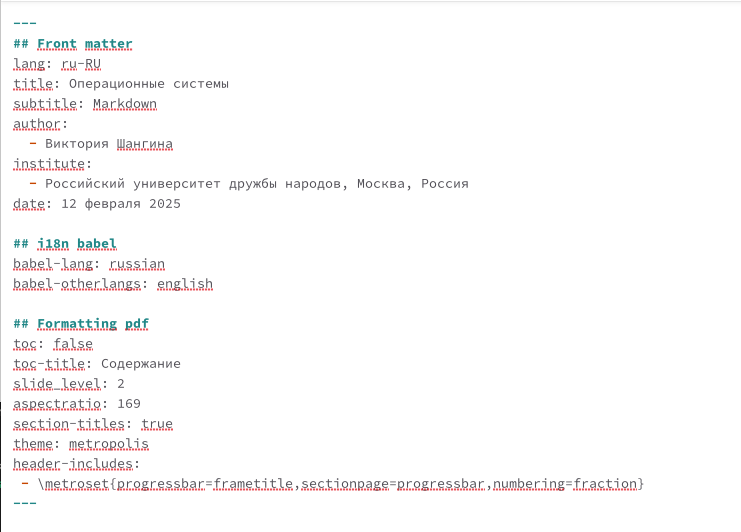 ---
## Front matter
lang: ru-RU
title: Операционные системы
subtitle: Markdown
author:
  - Виктория Шангина
institute:
  - Российский университет дружбы народов, Москва, Россия
date: 12 февраля 2025

## i18n babel
babel-lang: russian
babel-otherlangs: english

## Formatting pdf
toc: false
toc-title: Содержание
slide_level: 2
aspectratio: 169
section-titles: true
theme: metropolis
header-includes:
 - \metroset{progressbar=frametitle,sectionpage=progressbar,numbering=fraction}
---